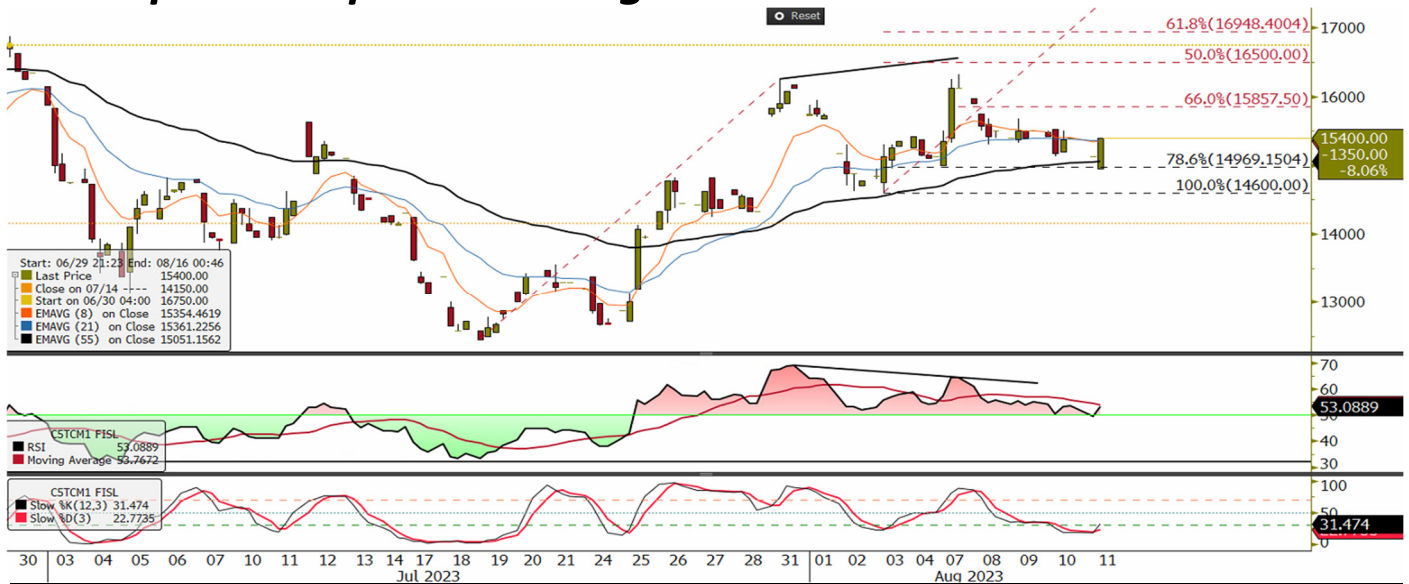 Reset
61.8%(16948.4004)
50.0%(16500.00)
66.0%(15857.50)
78.6%(14969.1504)
100.0%(14600.00)
17000
16000
15400.00
-1350.00
-8.06%
14000
13000
Start: 06/29 21:23 End: 08/16 00:46
Last Price 15400.00
Close on 07/14 ---- 14150.00
Start on 06/30 04:00 16750.00
EMAVG (8) on Close 15354.4619
EMAVG (21) on Close 15361.2256
EMAVG (55) on Close 15051.1562
70
60
53.0889
40
30
C5TCM1 FISL
RSI 53.0889
Moving Average 53.7672
100
50
31.474
0
C5TCM1 FISL
Slow %K(12,3) 31.474
Slow %D(3) 22.7735
30 03 04 05 06 07 10 11 12 13 14 17 18 19 20 21 24 25 26 27 28 31 01 02 03 04 07 08 09 10 11
Jul 2023 Aug 2023